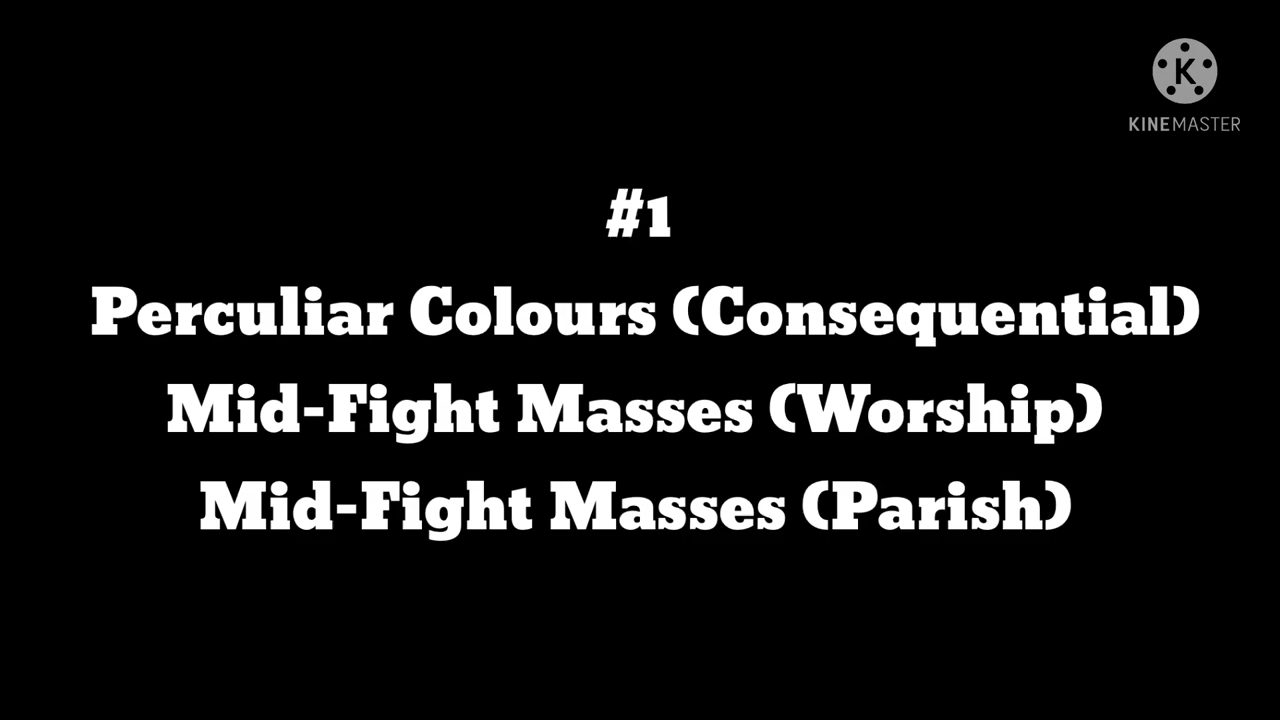 K
KINEMASTER
#1
Perculiar Colours (Consequential)
Mid-Fight Masses (Worship)
Mid-Fight Masses (Parish)